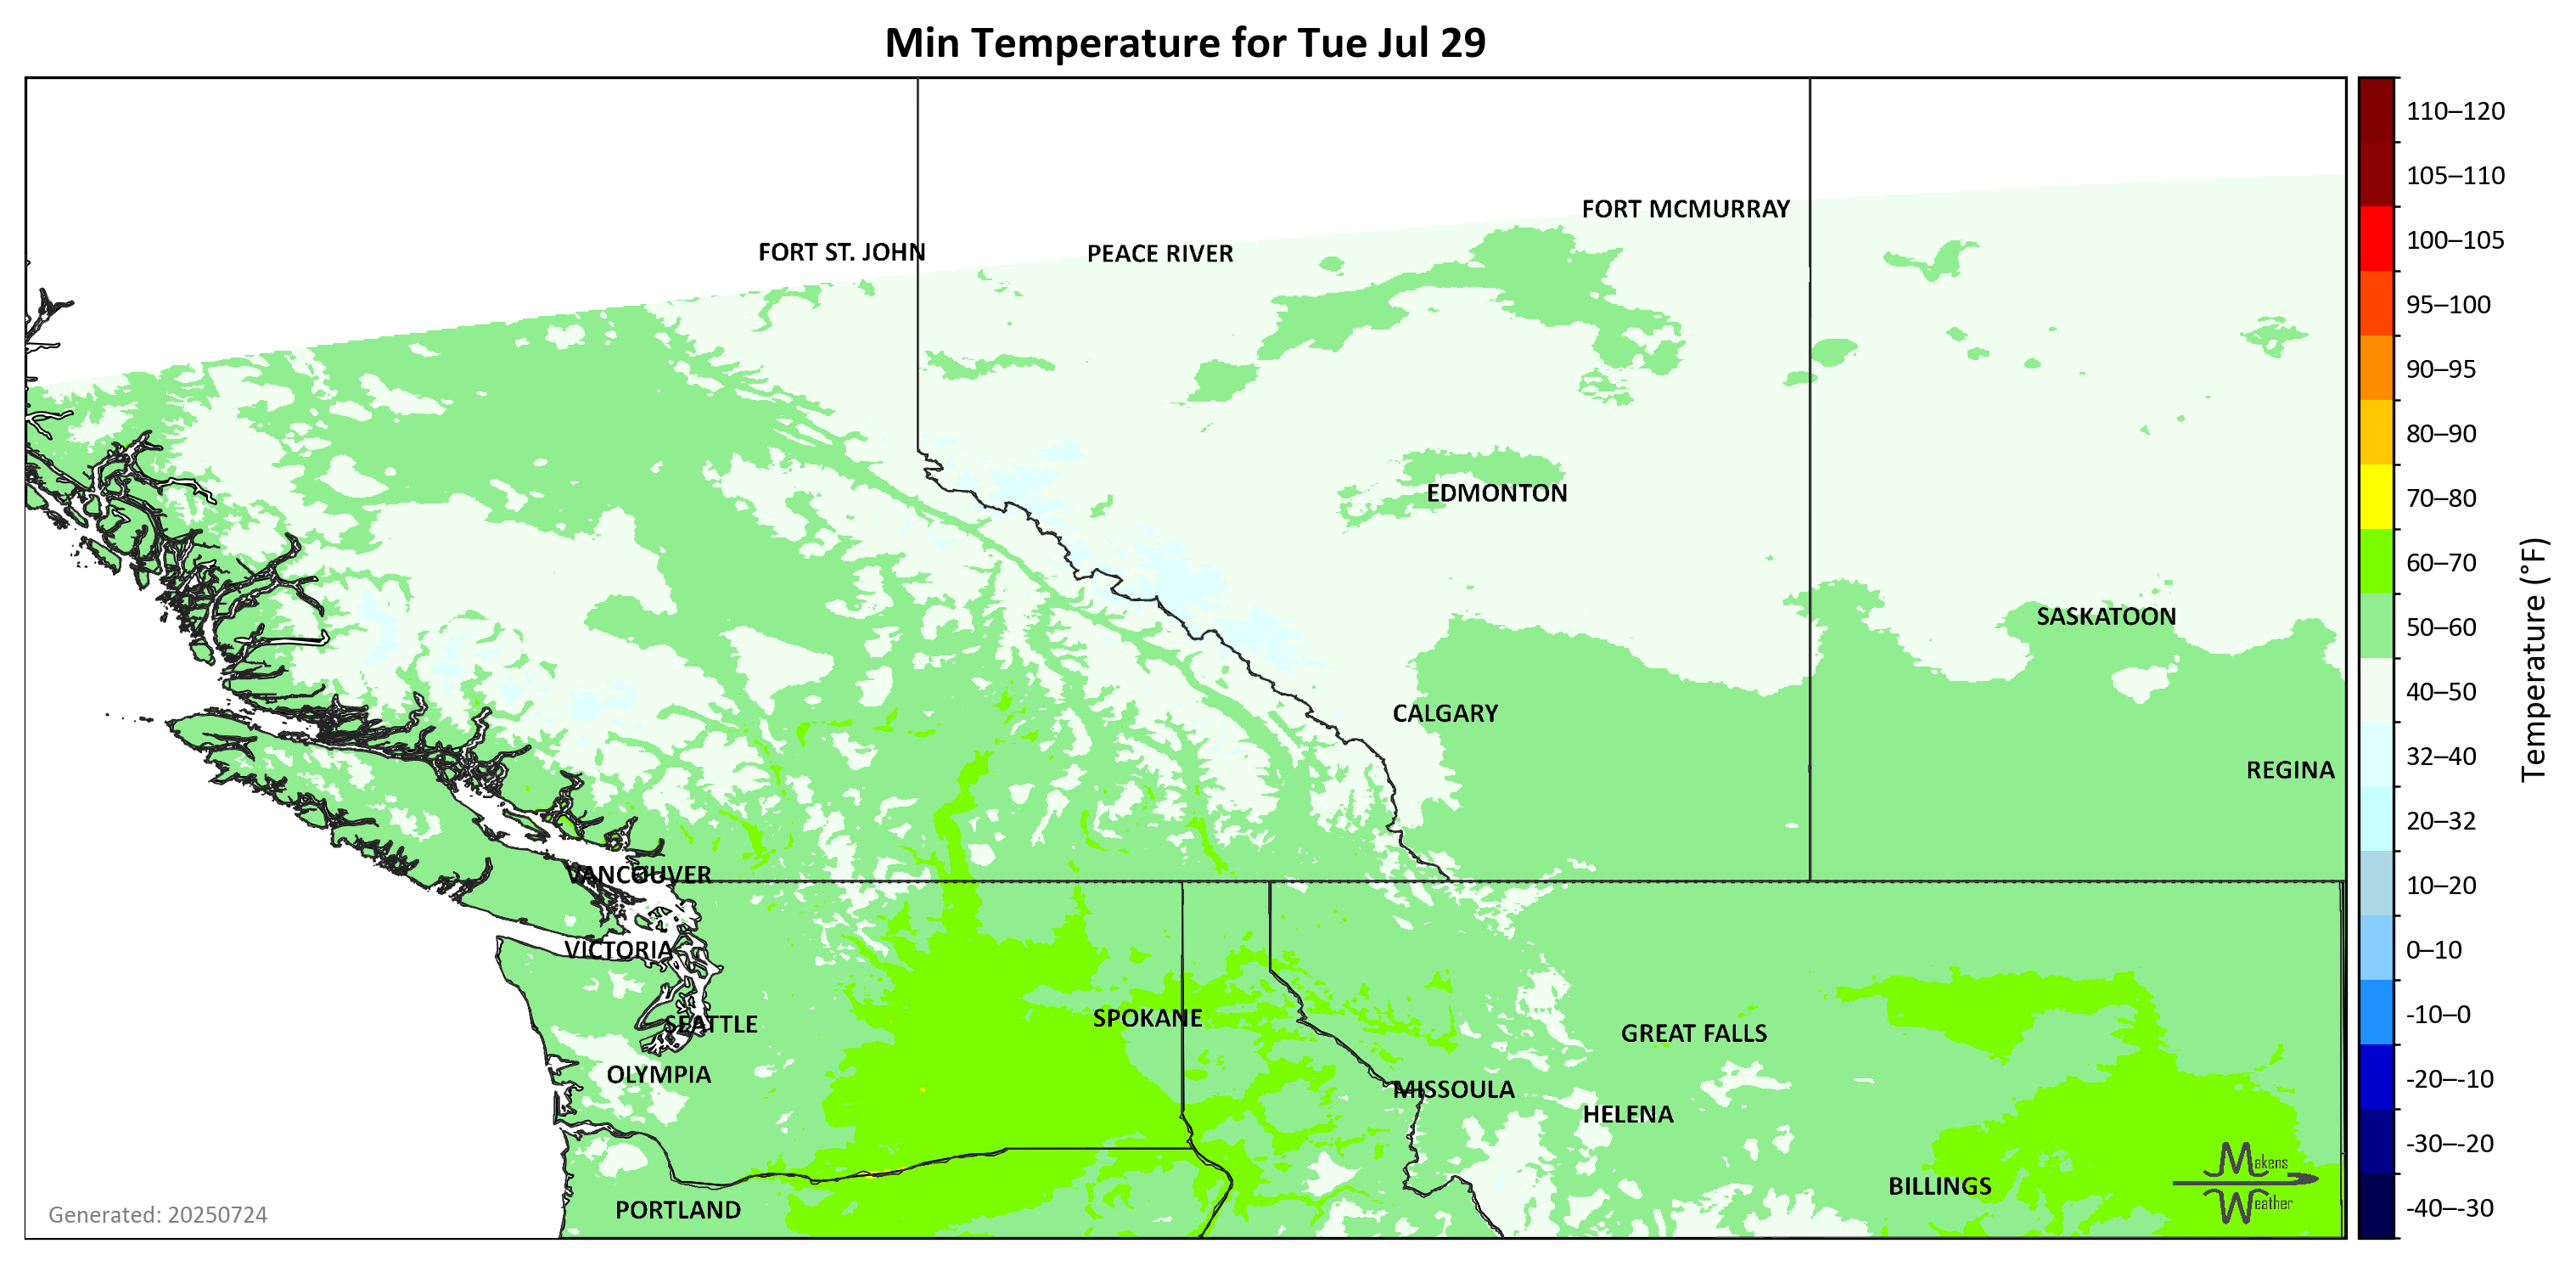 Min Temperature for Tue Jul 29
110–120
105–110
FORT MCMURRAY
100–105
FORT ST. JOHN
PEACE RIVER
95–100
90–95
80–90
EDMONTON
70–80
60–70
SASKATOON
50–60
Temperature (°F)
CALGARY
40–50
REGINA
32–40
20–32
VANCOUVER
10–20
VICTORIA
0–10
SEATTLE
SPOKANE
GREAT FALLS
-10–0
OLYMPIA
MISSOULA
HELENA
-20–-10
-30–-20
Makens
Weather
BILLINGS
PORTLAND
-40–-30
Generated: 20250724